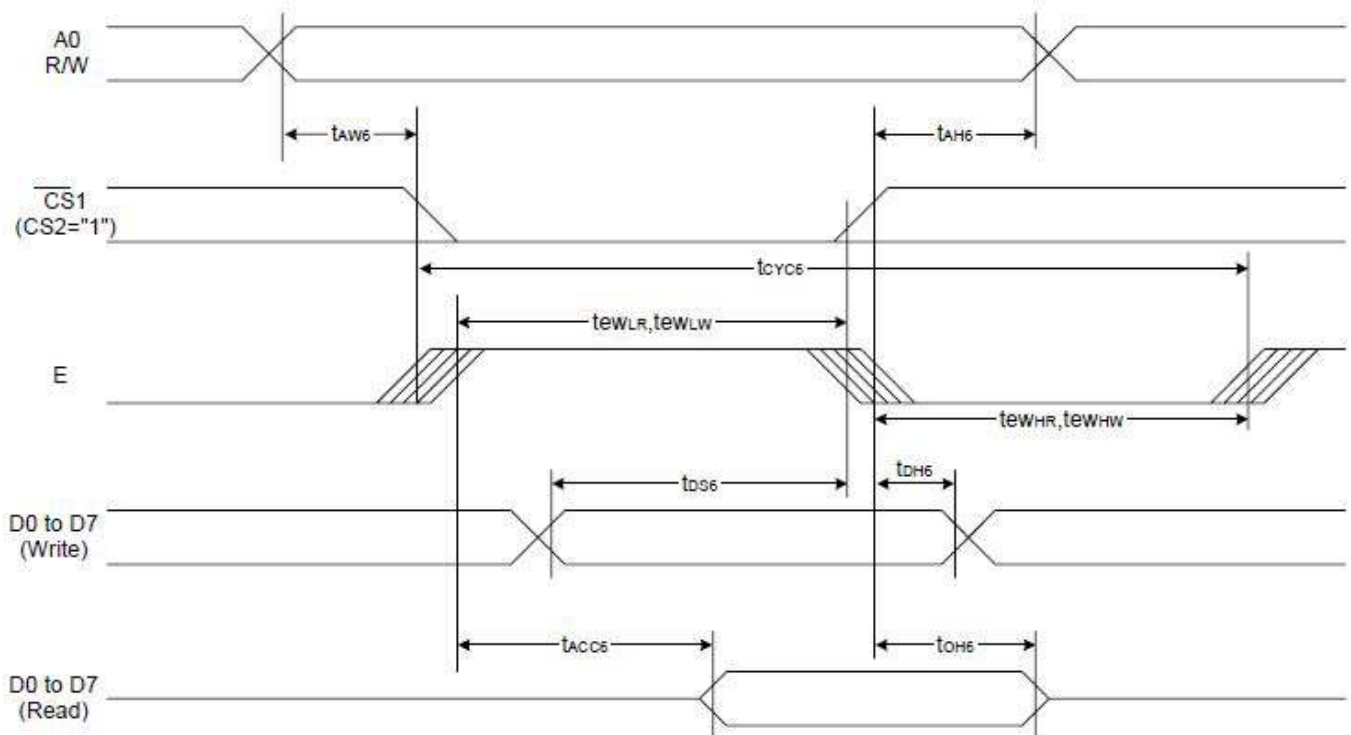 A0
R/W
tAW6
tAH6
CS1
(CS2="1")
tCYC6
tewLR,tewLW
E
tewHR,tewHW
tDS6
tDH6
D0 to D7
(Write)
tACC6
tOH6
D0 to D7
(Read)